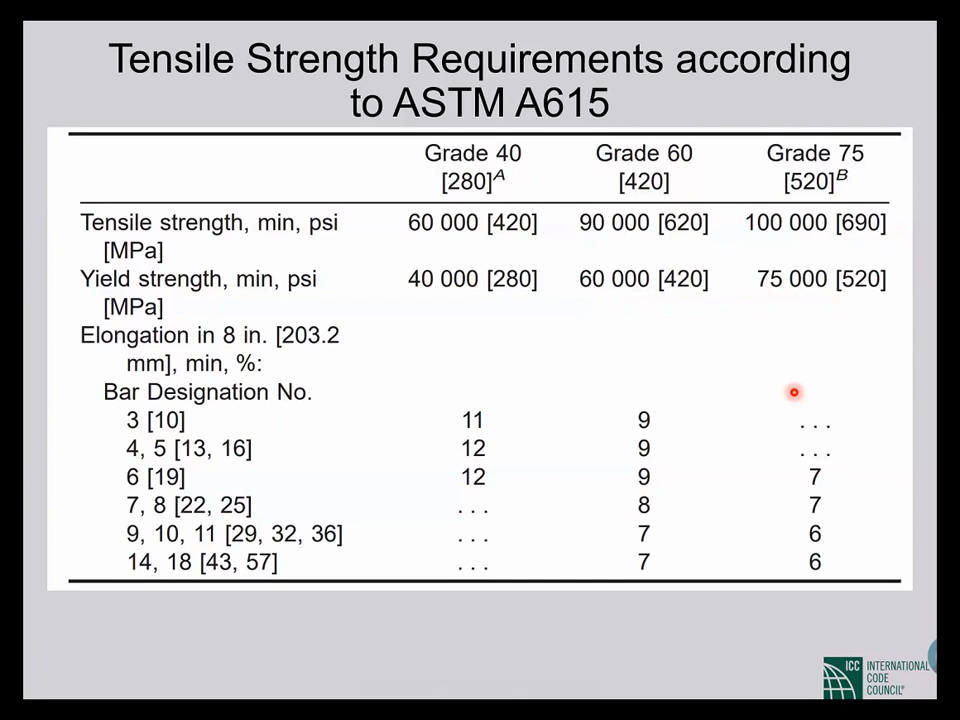 Tensile Strength Requirements according
to ASTM A615
Grade 40 Grade 60 Grade 75
[280]A [420] [520]B
Tensile strength, min, psi 60 000 [420] 90 000 [620] 100 000 [690]
[MPa]
Yield strength, min, psi 40 000 [280] 60 000 [420] 75 000 [520]
[MPa]
Elongation in 8 in. [203.2
mm], min, %:
Bar Designation No.
3 [10] 11 9 . . .
4, 5 [13, 16] 12 9 . . .
6 [19] 12 9 7
7, 8 [22, 25] . . . 8 7
9, 10, 11 [29, 32, 36] . . . 7 6
14, 18 [43, 57] . . . 7 6
ICC INTERNATIONAL
CODE
COUNCIL®